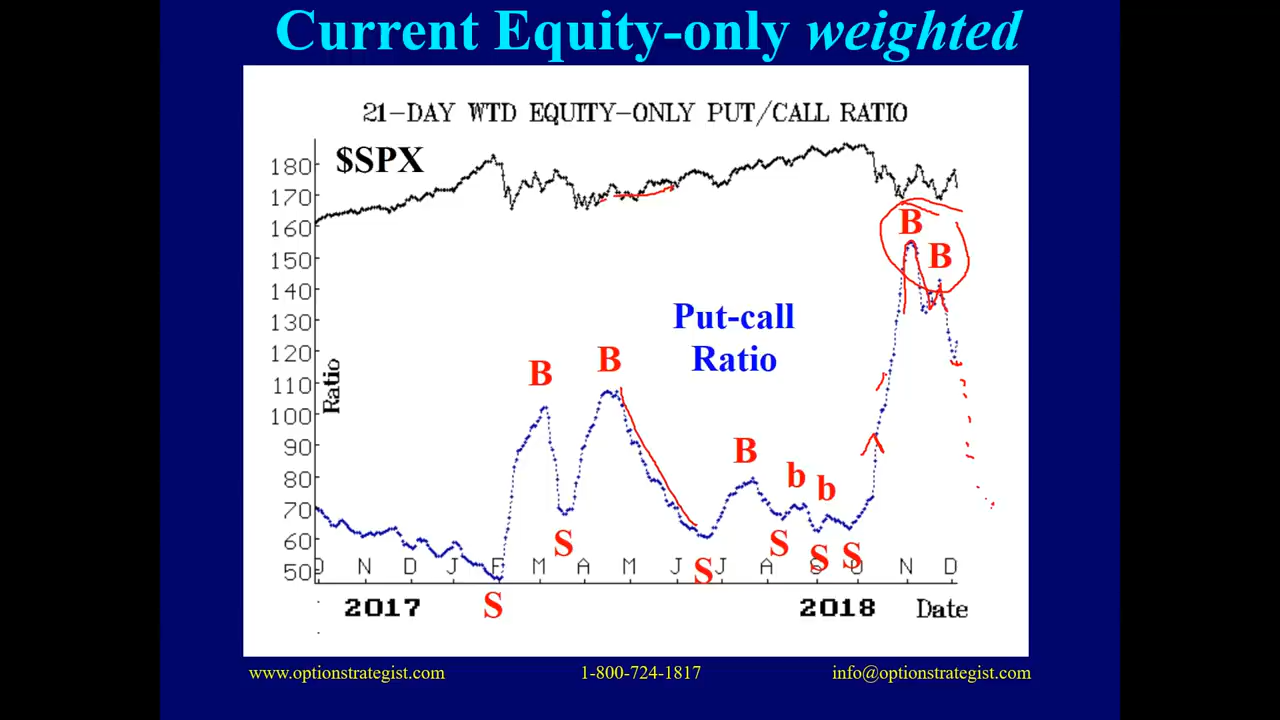 Current Equity-only weighted
21-DAY WTD EQUITY-ONLY PUT/CALL RATIO
$SPX
180
170
160
150
140
130
120
110
100
90
80
70
60
50
Ratio
Put-call
Ratio
B
B
B
B
B
b
b
S
S
S
S
S
S
O N D J F M A M J J A S O N D
2017 2018 Date
www.optionstrategist.com 1-800-724-1817 info@optionstrategist.com